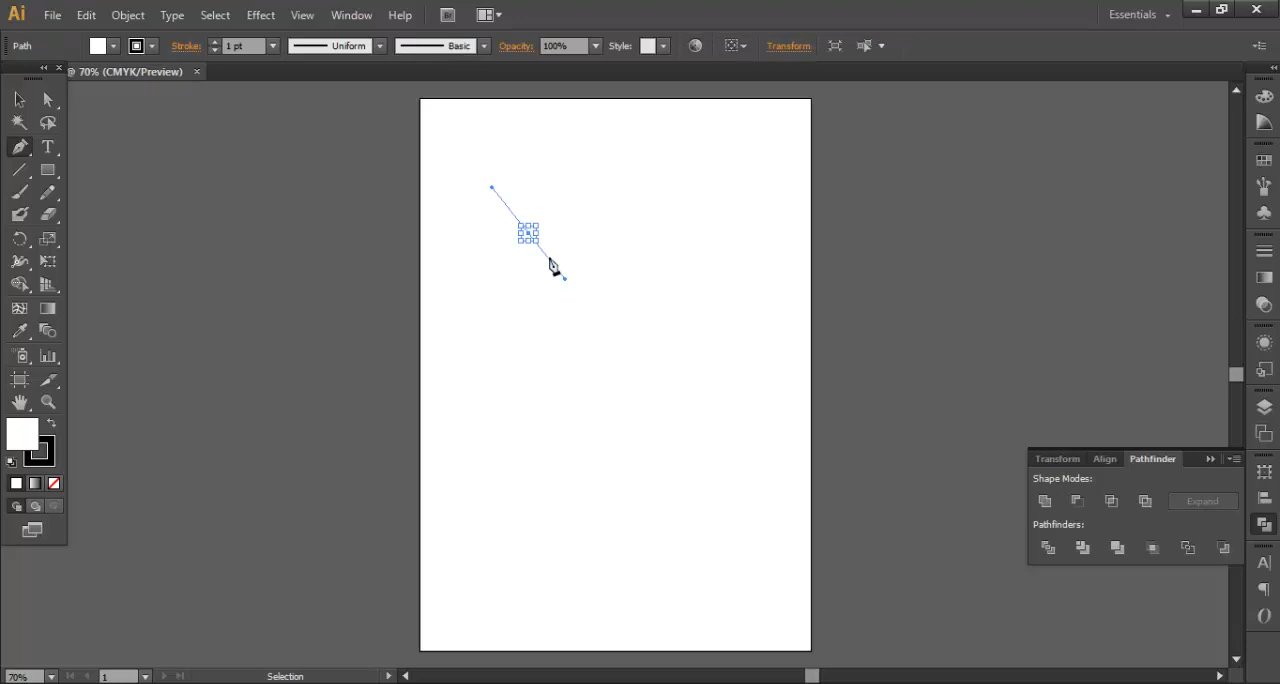 Ai File Edit Object Type Select Effect View Window Help Br Essentials
Path Stroke: 1 pt Uniform Basic Opacity: 100% Style: Transform
@ 70% (CMYK/Preview) ×
T
Transform Align Pathfinder
Shape Modes:
Expand
Pathfinders:
A
70% 1 Selection